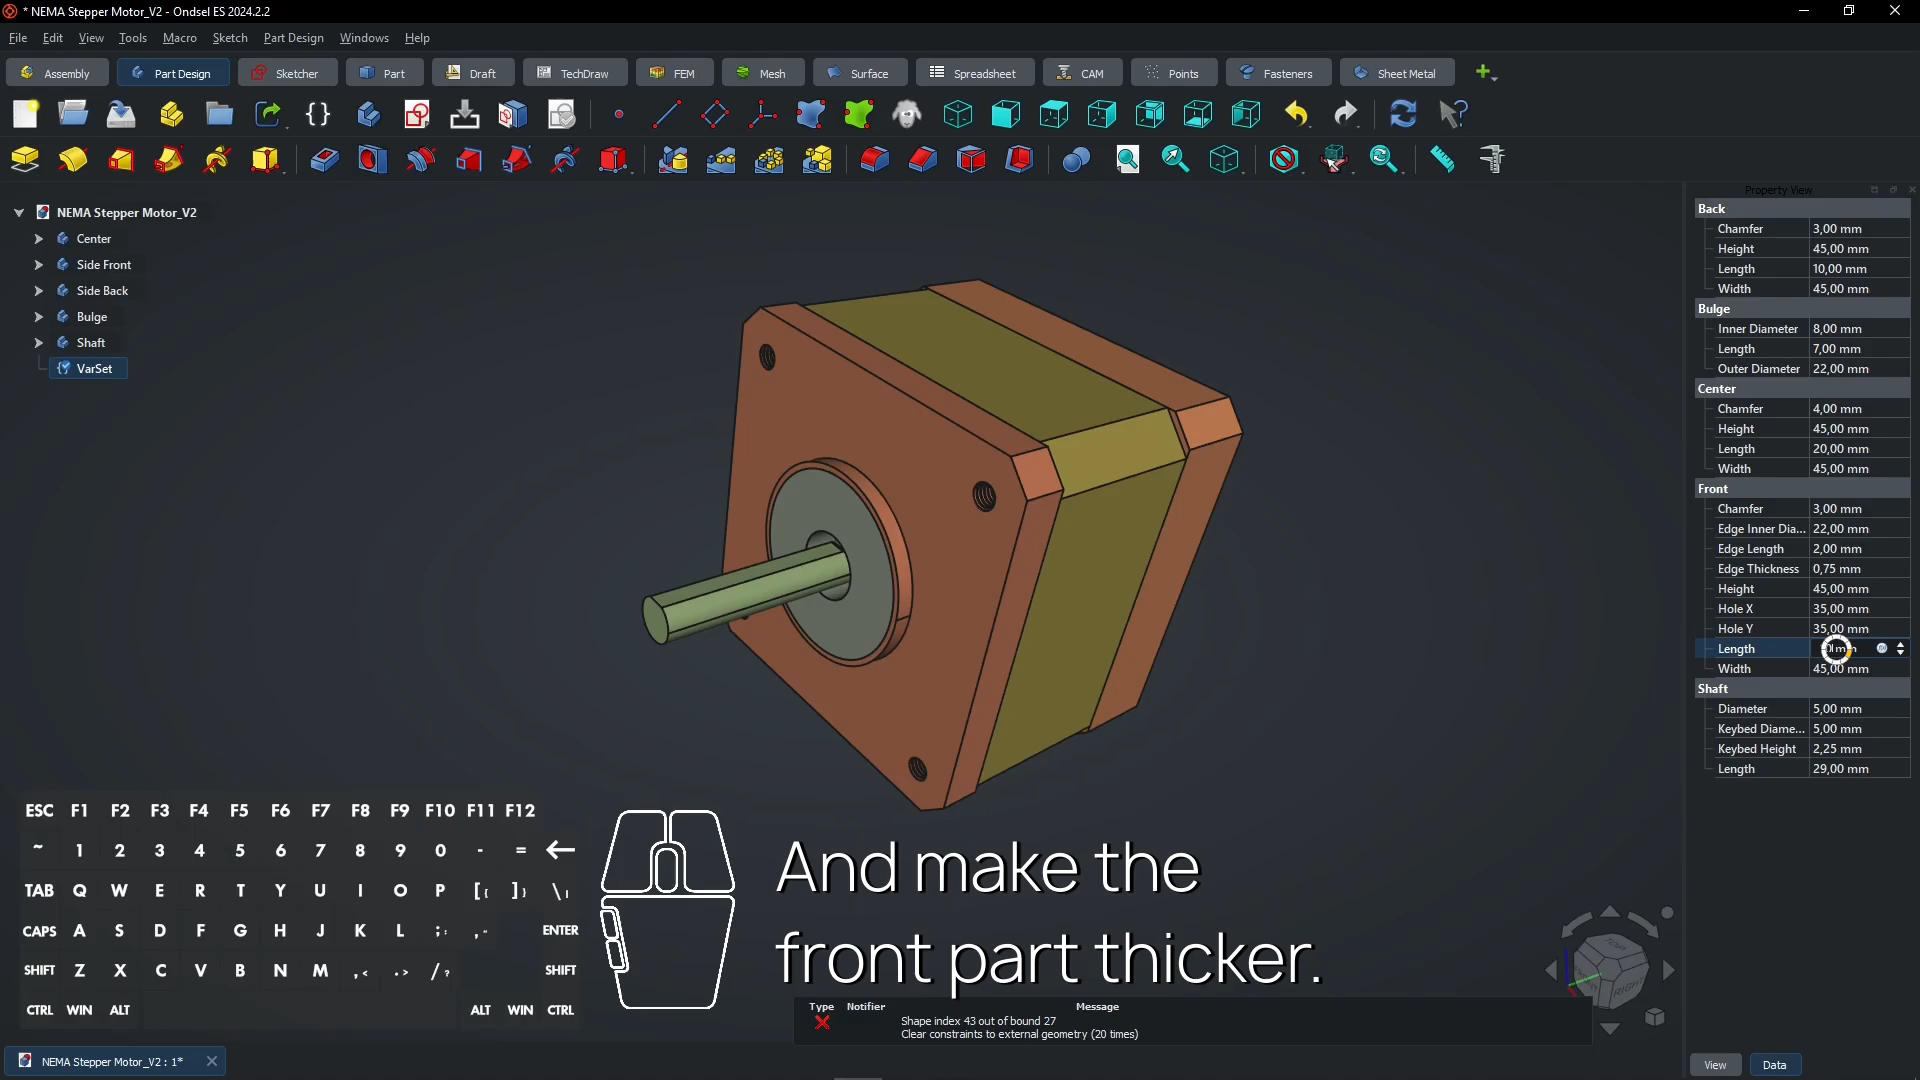 * NEMA Stepper Motor_V2 - Ondsel ES 2024.2.2
File Edit View Tools Macro Sketch Part Design Windows Help
Assembly Part Design Sketcher Part Draft TechDraw FEM Mesh Surface Spreadsheet CAM Points Fasteners Sheet Metal
Property View
NEMA Stepper Motor_V2
Center
Side Front
Side Back
Bulge
Shaft
VarSet
Back
Chamfer 3,00 mm
Height 45,00 mm
Length 10,00 mm
Width 45,00 mm
Bulge
Inner Diameter 8,00 mm
Length 7,00 mm
Outer Diameter 22,00 mm
Center
Chamfer 4,00 mm
Height 45,00 mm
Length 20,00 mm
Width 45,00 mm
Front
Chamfer 3,00 mm
Edge Inner Dia... 22,00 mm
Edge Length 2,00 mm
Edge Thickness 0,75 mm
Height 45,00 mm
Hole X 35,00 mm
Hole Y 35,00 mm
Length
Width 45,00 mm
Shaft
Diameter 5,00 mm
Keybed Diame... 5,00 mm
Keybed Height 2,25 mm
Length 29,00 mm
ESC F1 F2 F3 F4 F5 F6 F7 F8 F9 F10 F11 F12
~ 1 2 3 4 5 6 7 8 9 0 - = ←
TAB Q W E R T Y U I O P [{ ]} \|
CAPS A S D F G H J K L ;: ," ENTER
SHIFT Z X C V B N M ,< .> /? SHIFT
CTRL WIN ALT ALT WIN CTRL
And make the
front part thicker.
TOP
RIGHT
Type Notifier Message
Shape index 43 out of bound 27
Clear constraints to external geometry (20 times)
NEMA Stepper Motor_V2 : 1*
View Data